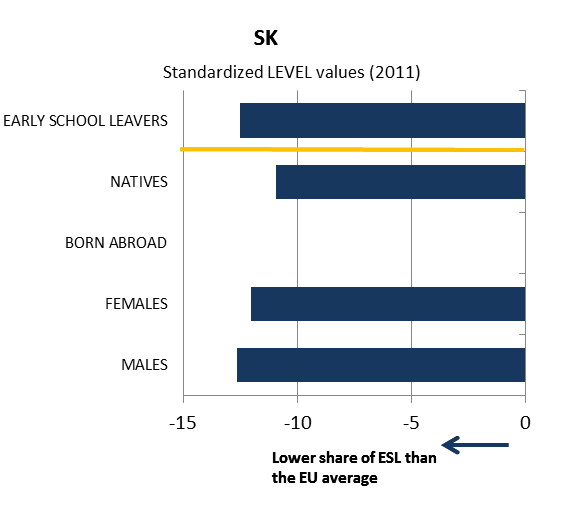 SK
Standardized LEVEL values (2011)
EARLY SCHOOL LEAVERS
NATIVES
BORN ABROAD
FEMALES
MALES
-15 -10 -5 0
Lower share of ESL than
the EU average